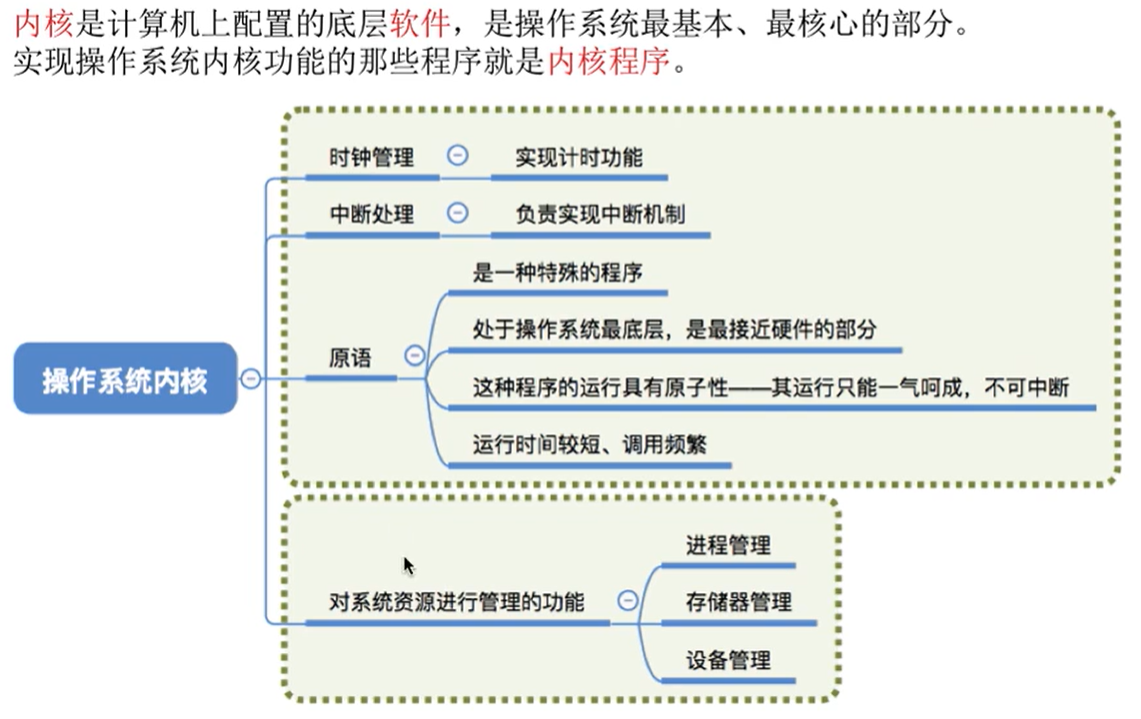 内核是计算机上配置的底层软件，是操作系统最基本、最核心的部分。
实现操作系统内核功能的那些程序就是内核程序。
操作系统内核
时钟管理
实现计时功能
中断处理
负责实现中断机制
原语
是一种特殊的程序
处于操作系统最底层，是最接近硬件的部分
这种程序的运行具有原子性——其运行只能一气呵成，不可中断
运行时间较短、调用频繁
对系统资源进行管理的功能
进程管理
存储器管理
设备管理